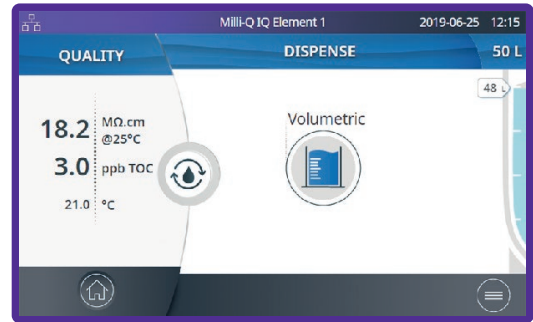 Milli-Q IQ Element 1 2019-06-25 12:15
QUALITY DISPENSE 50 L
48 L
18.2 MΩ.cm @25°C
3.0 ppb TOC
21.0 °C
Volumetric